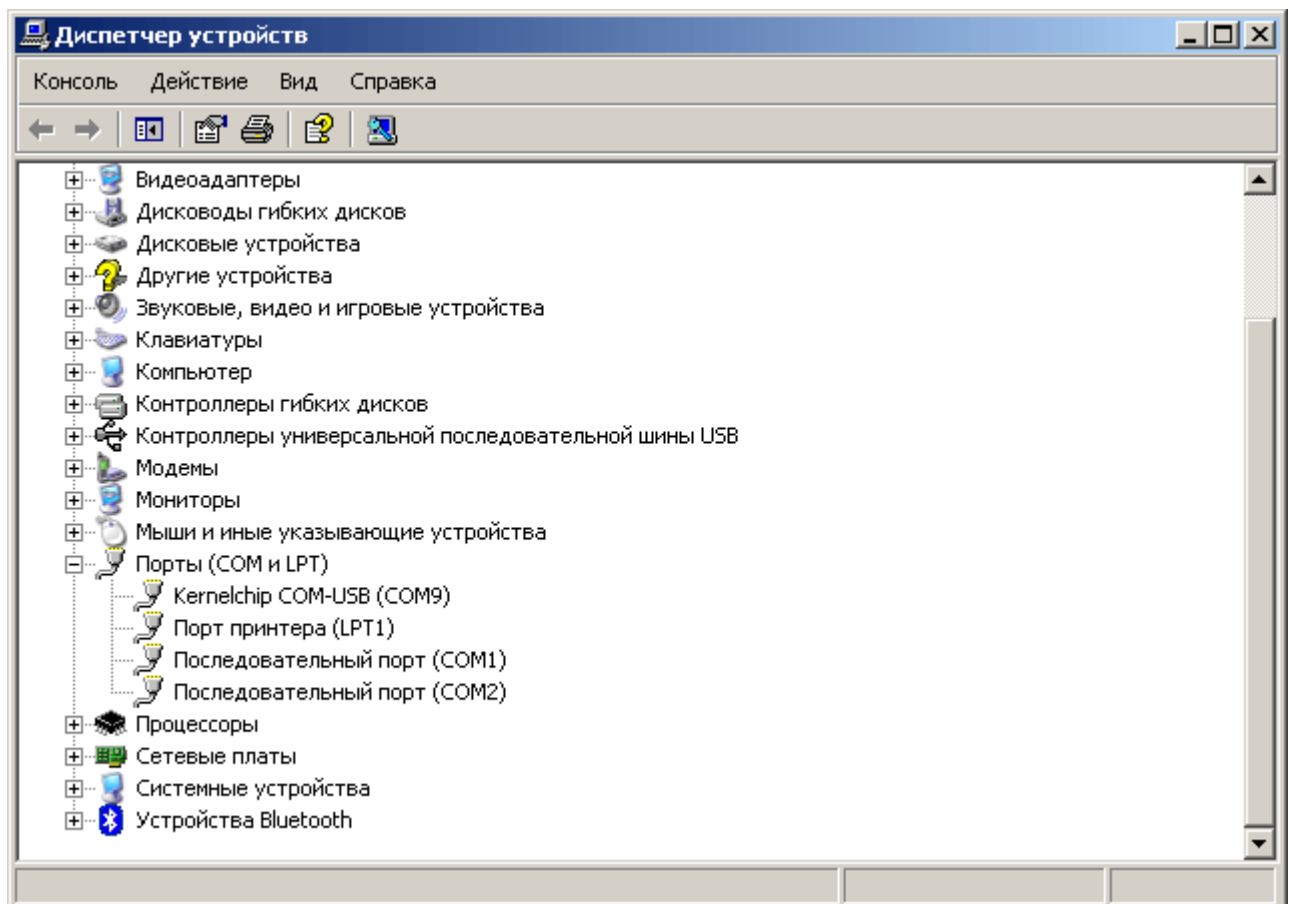 Диспетчер устройств
Консоль Действие Вид Справка
Видеоадаптеры
Дисководы гибких дисков
Дисковые устройства
Другие устройства
Звуковые, видео и игровые устройства
Клавиатуры
Компьютер
Контроллеры гибких дисков
Контроллеры универсальной последовательной шины USB
Модемы
Мониторы
Мыши и иные указывающие устройства
Порты (COM и LPT)
Kernelchip COM-USB (COM9)
Порт принтера (LPT1)
Последовательный порт (COM1)
Последовательный порт (COM2)
Процессоры
Сетевые платы
Системные устройства
Устройства Bluetooth